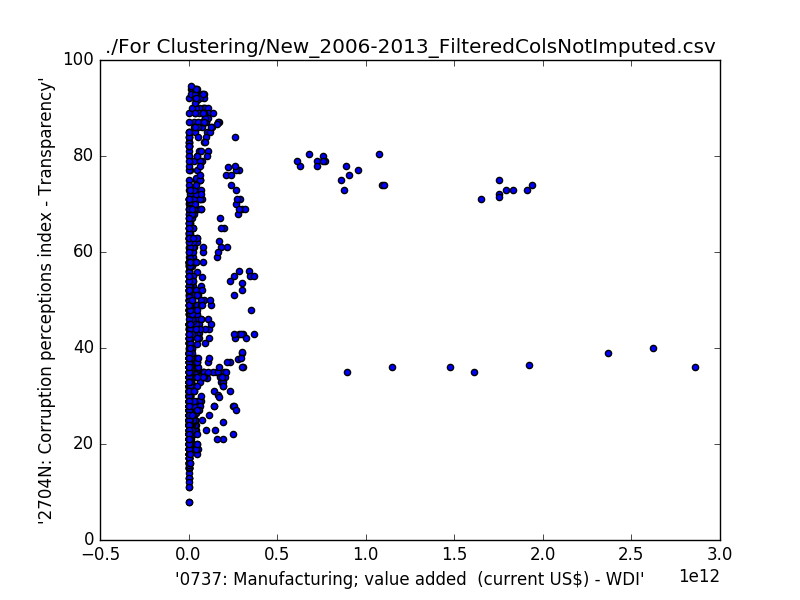 ./For Clustering/New_2006-2013_FilteredColsNotImputed.csv
'2704N: Corruption perceptions index - Transparency'
100
80
60
40
20
0
−0.5 0.0 0.5 1.0 1.5 2.0 2.5 3.0
1e12
'0737: Manufacturing; value added  (current US$) - WDI'